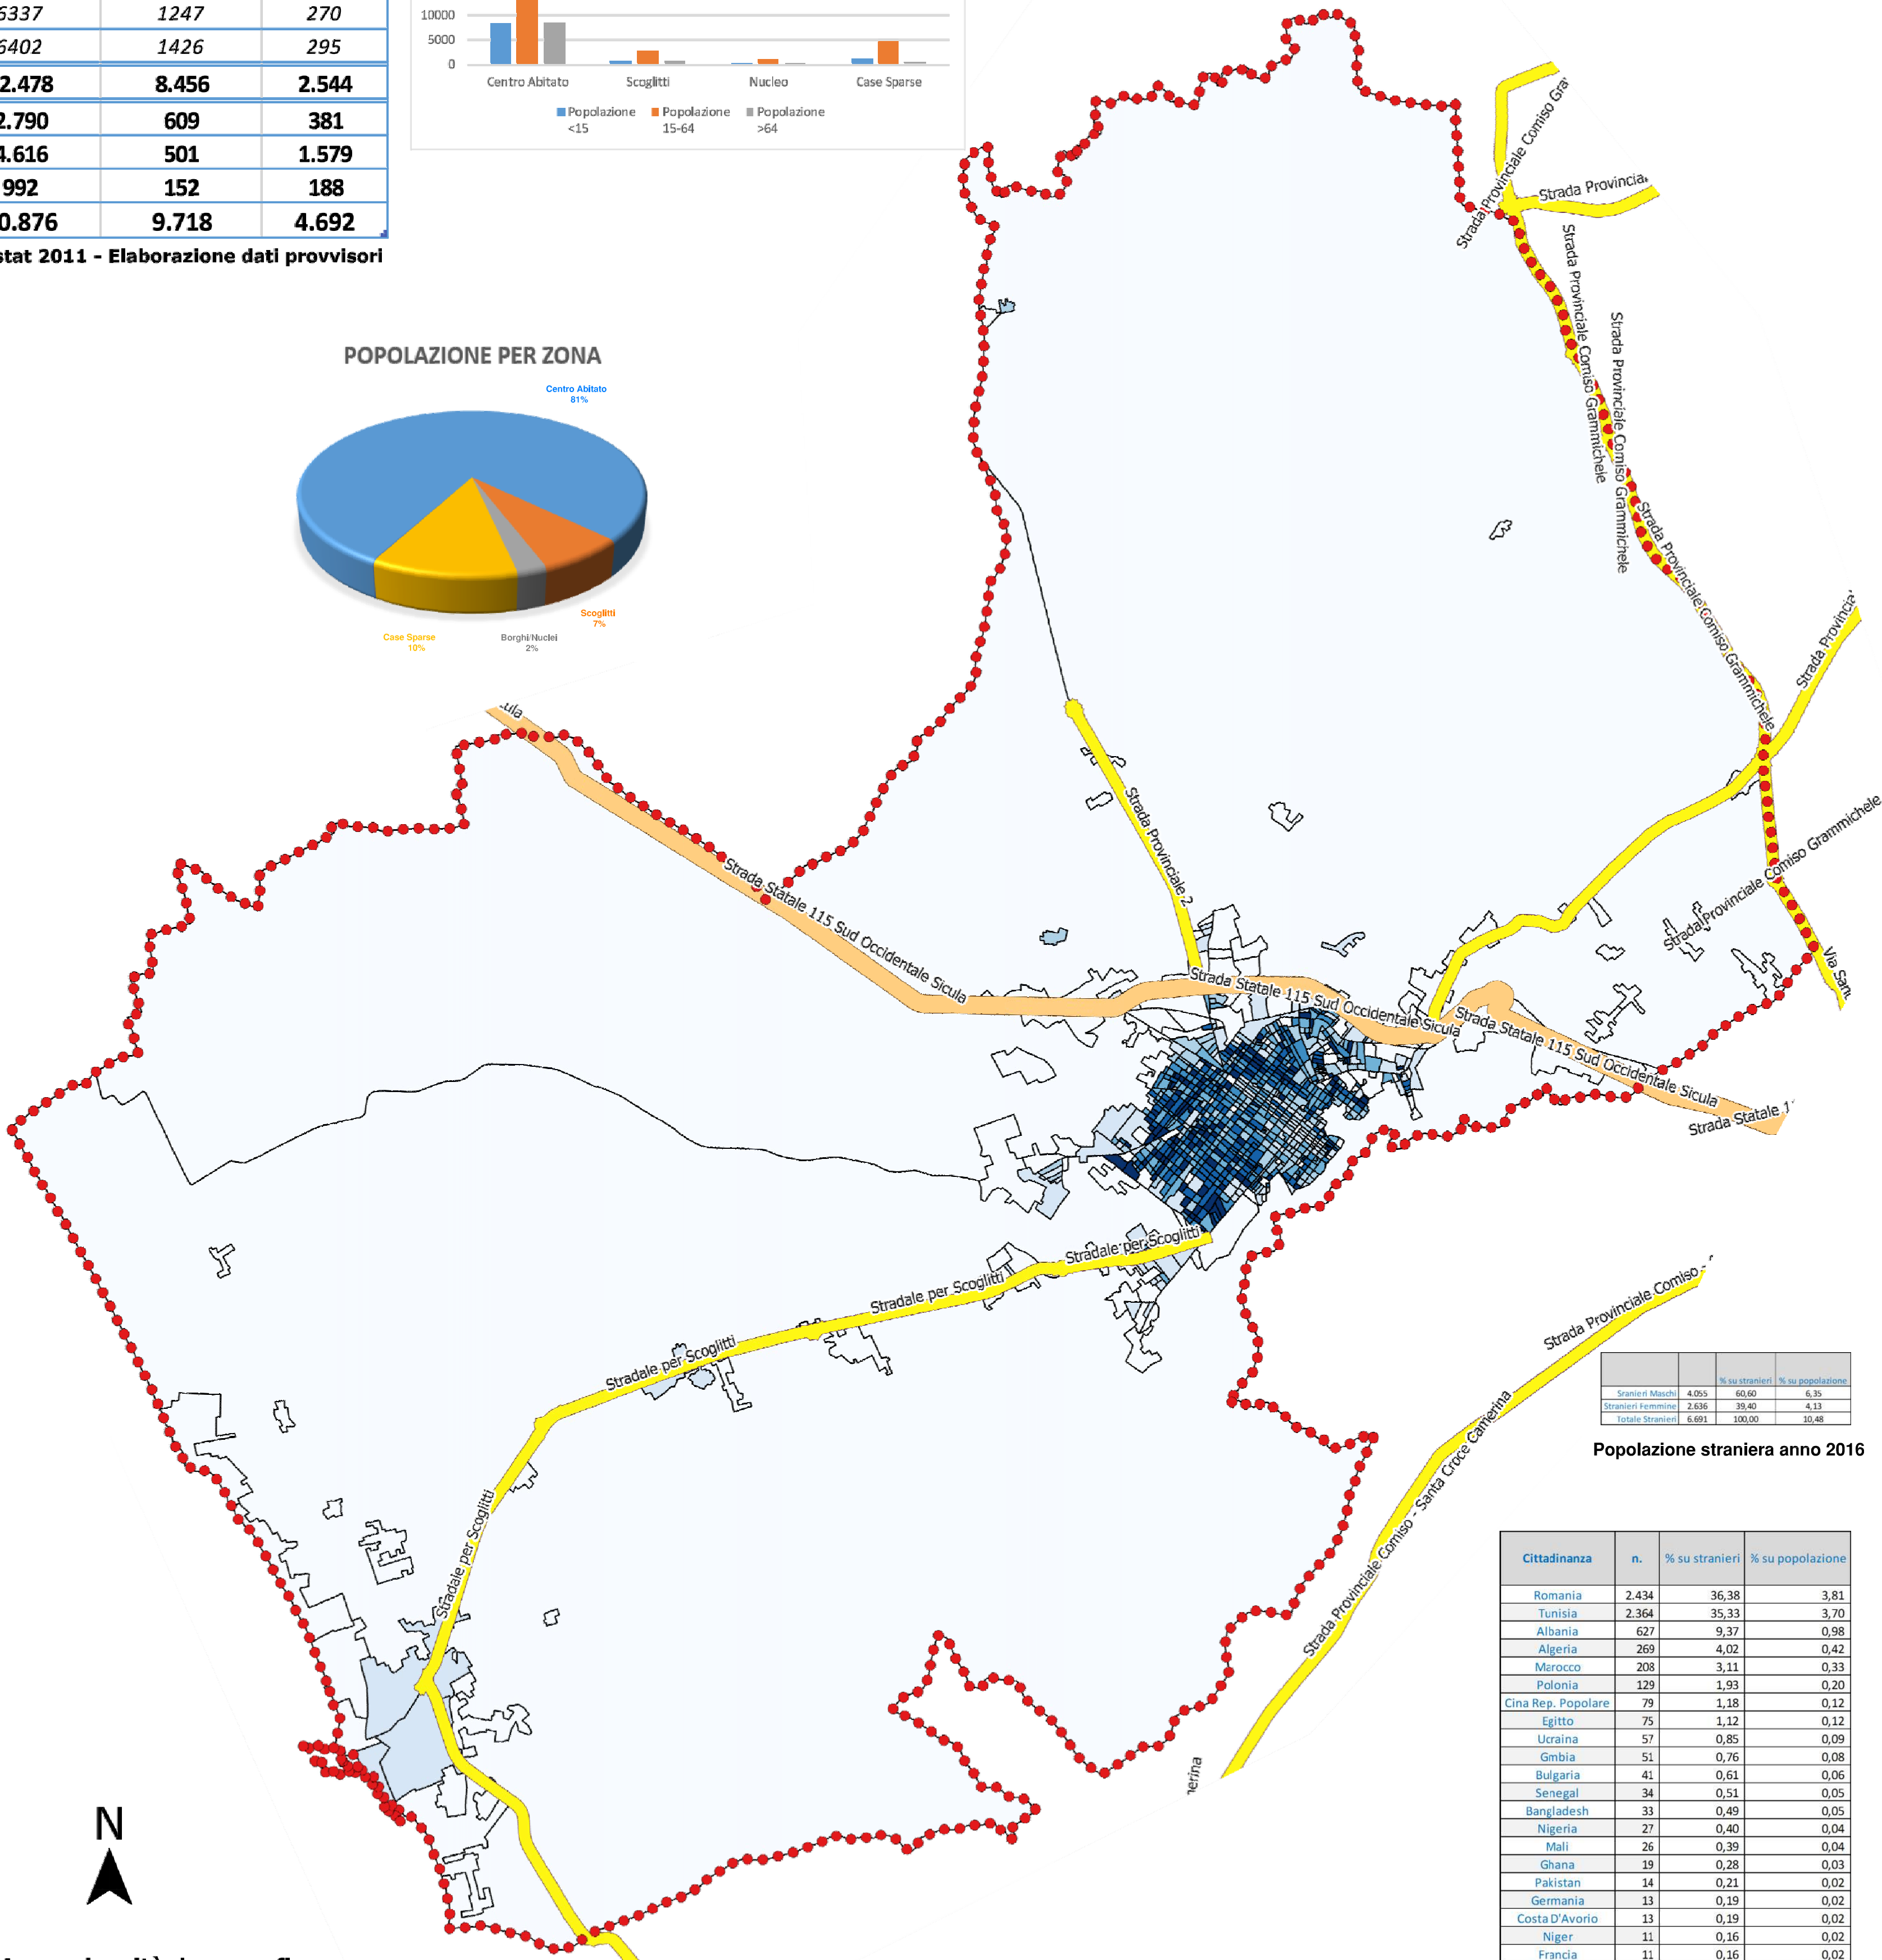 6337 1247 270
6402 1426 295
2.478 8.456 2.544
2.790 609 381
4.616 501 1.579
992 152 188
0.876 9.718 4.692
stat 2011 - Elaborazione dati provvisori
10000
5000
0
Centro Abitato Scoglitti Nucleo Case Sparse
Popolazione <15
Popolazione 15-64
Popolazione >64
POPOLAZIONE PER ZONA
Centro Abitato
81%
Scoglitti
7%
Borghi/Nuclei
2%
Case Sparse
10%
Strada Provinciale Comiso Gra
Strada Provincia
Strada Provinciale Comiso Grammichele
Strada Provinciale Comiso Grammichele
Strada Provinciale Comiso Grammichele
Strada Provincia
Strada Provinciale Comiso Grammichele
Via San
ula
Strada Statale 115 Sud Occidentale Sicula
Strada Provinciale 2
Strada Statale 115 Sud Occidentale Sicula
Strada Statale 115 Sud Occidentale Sicula
Strada Statale 1
Stradale per Scoglitti
Stradale per Scoglitti
Stradale per Scoglitti
Stradale per Scoglitti
Strada Provinciale Comiso -
Strada Provinciale Comiso - Santa Croce Camerina
nerina
N
% su stranieri % su popolazione
Sranieri Maschi 4.055 60,60 6,35
Stranieri Femmine 2.636 39,40 4,13
Totale Stranieri 6.691 100,00 10,48
Popolazione straniera anno 2016
Cittadinanza n. % su stranieri % su popolazione
Romania 2.434 36,38 3,81
Tunisia 2.364 35,33 3,70
Albania 627 9,37 0,98
Algeria 269 4,02 0,42
Marocco 208 3,11 0,33
Polonia 129 1,93 0,20
Cina Rep. Popolare 79 1,18 0,12
Egitto 75 1,12 0,12
Ucraina 57 0,85 0,09
Gmbia 51 0,76 0,08
Bulgaria 41 0,61 0,06
Senegal 34 0,51 0,05
Bangladesh 33 0,49 0,05
Nigeria 27 0,40 0,04
Mali 26 0,39 0,04
Ghana 19 0,28 0,03
Pakistan 14 0,21 0,02
Germania 13 0,19 0,02
Costa D'Avorio 13 0,19 0,02
Niger 11 0,16 0,02
Francia 11 0,16 0,02